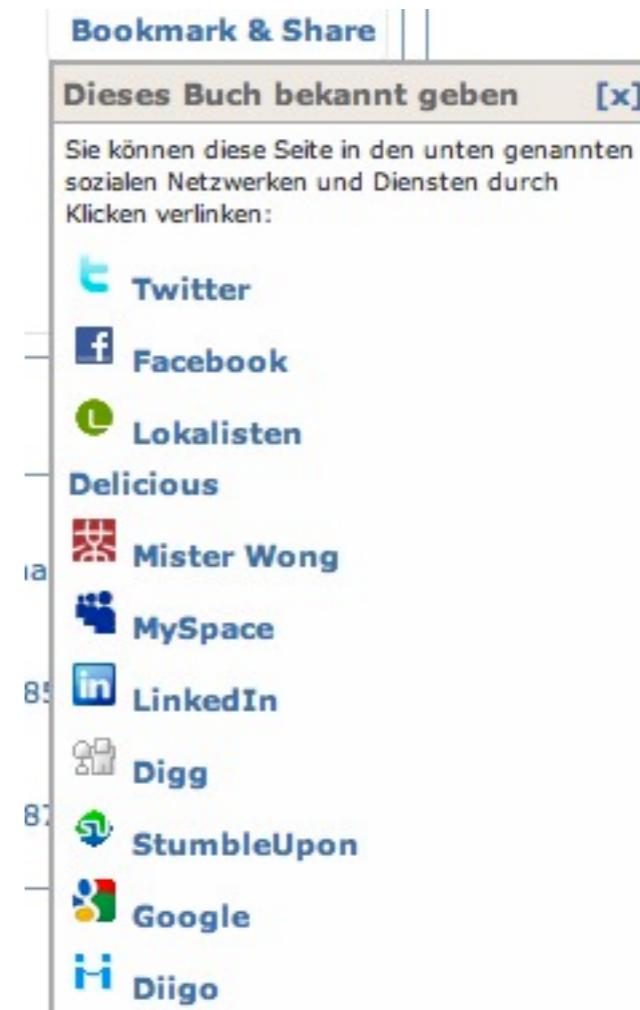 Bookmark & Share
Dieses Buch bekannt geben [x]
Sie können diese Seite in den unten genannten
sozialen Netzwerken und Diensten durch
Klicken verlinken:
Twitter
Facebook
Lokalisten
Delicious
Mister Wong
MySpace
LinkedIn
Digg
StumbleUpon
Google
Diigo